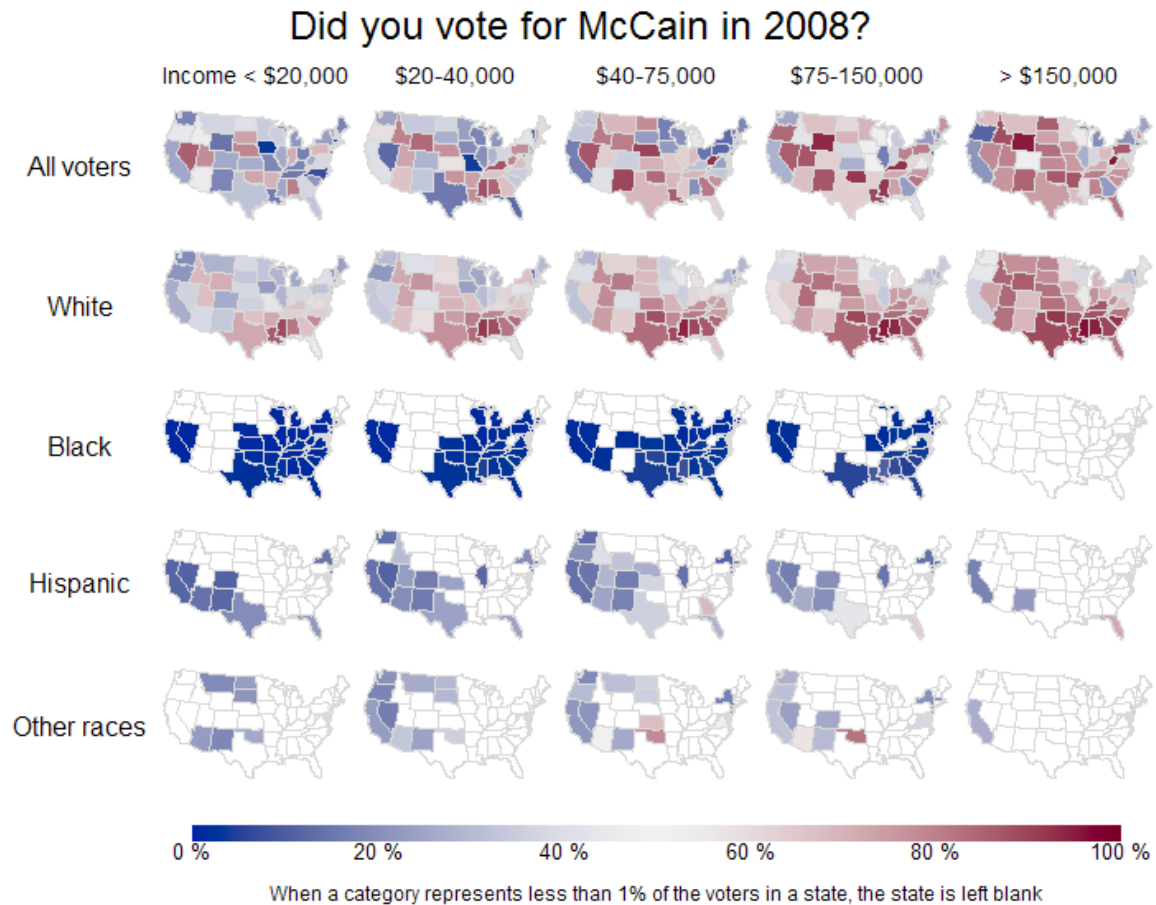 Did you vote for McCain in 2008?
Income < $20,000 $20-40,000 $40-75,000 $75-150,000 > $150,000
All voters
White
Black
Hispanic
Other races
0 % 20 % 40 % 60 % 80 % 100 %
When a category represents less than 1% of the voters in a state, the state is left blank